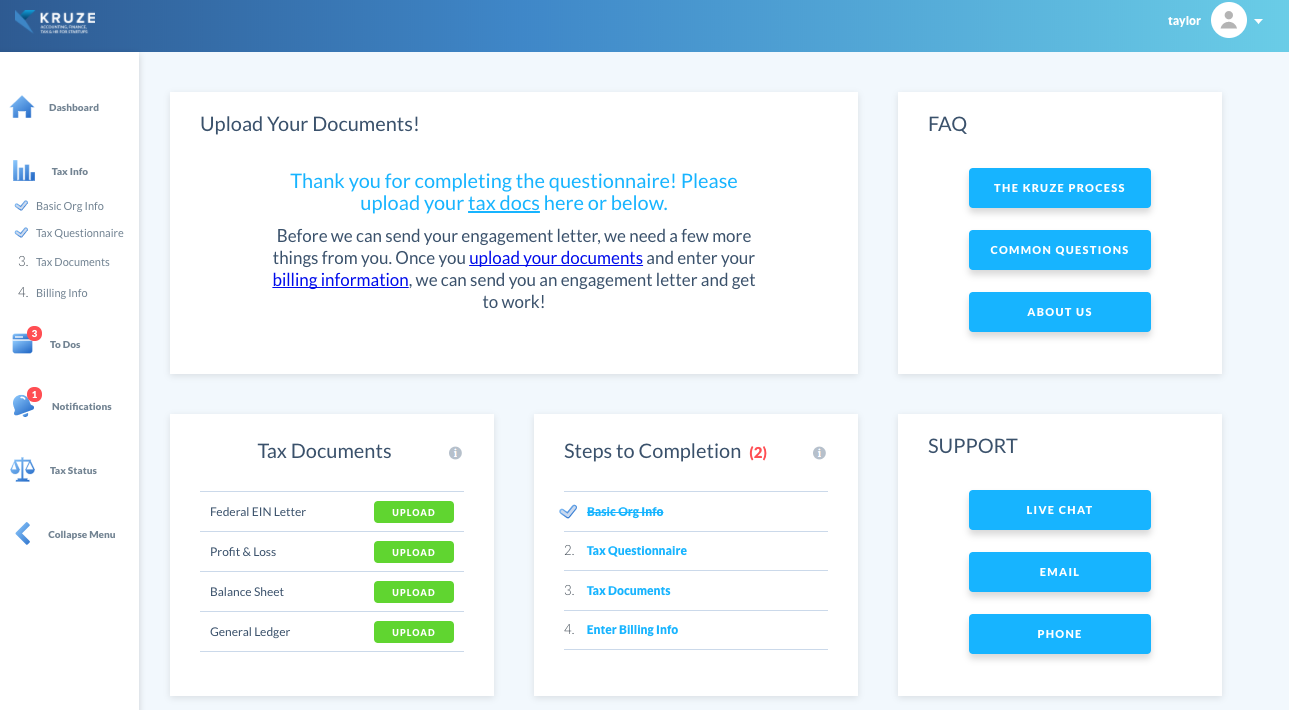 KRUZE
ACCOUNTING, FINANCE,
TAX & HR FOR STARTUPS
taylor
Dashboard
Tax Info
Basic Org Info
Tax Questionnaire
3. Tax Documents
4. Billing Info
3
To Dos
1
Notifications
Tax Status
Collapse Menu
Upload Your Documents!
Thank you for completing the questionnaire! Please
upload your tax docs here or below.
Before we can send your engagement letter, we need a few more
things from you. Once you upload your documents and enter your
billing information, we can send you an engagement letter and get
to work!
FAQ
THE KRUZE PROCESS
COMMON QUESTIONS
ABOUT US
Tax Documents
Federal EIN Letter UPLOAD
Profit & Loss UPLOAD
Balance Sheet UPLOAD
General Ledger UPLOAD
Steps to Completion (2)
Basic Org Info
2. Tax Questionnaire
3. Tax Documents
4. Enter Billing Info
SUPPORT
LIVE CHAT
EMAIL
PHONE